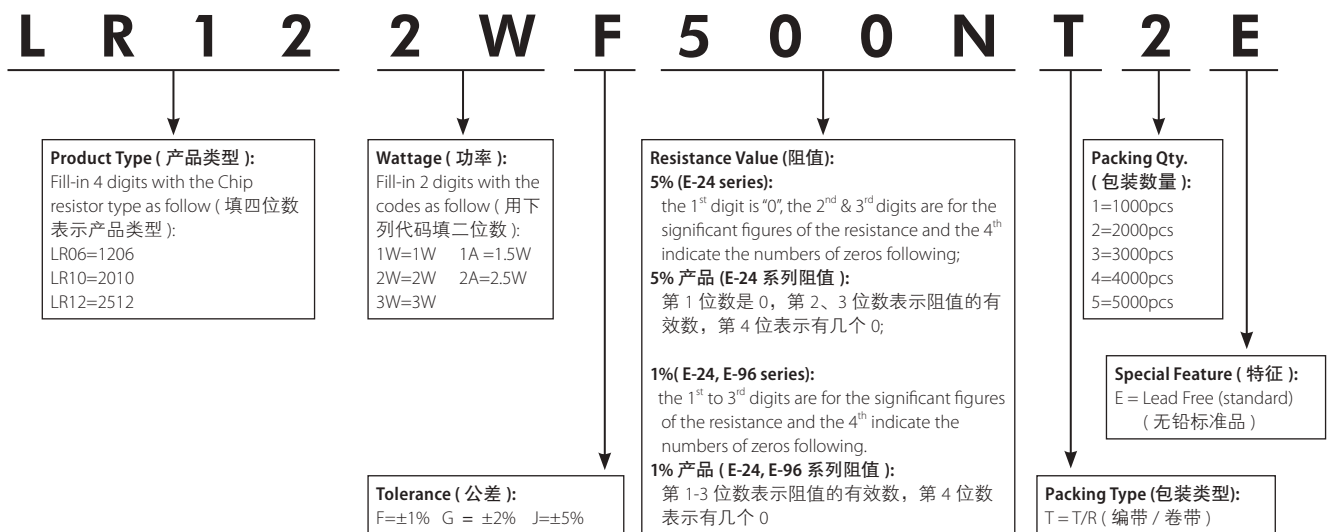 LR12 2W F 500N T 2 E
Product Type ( 产品类型 ):
Fill-in 4 digits with the Chip
resistor type as follow ( 填四位数
表示产品类型 ):
LR06=1206
LR10=2010
LR12=2512
Wattage ( 功率 ):
Fill-in 2 digits with the
codes as follow ( 用下
列代码填二位数 ):
1W=1W 1A =1.5W
2W=2W 2A=2.5W
3W=3W
Tolerance ( 公差 ):
F=±1% G = ±2% J=±5%
Resistance Value (阻值):
5% (E-24 series):
the 1st digit is “0”, the 2nd & 3rd digits are for the
significant figures of the resistance and the 4th
indicate the numbers of zeros following;
5% 产品 (E-24 系列阻值 ):
第 1 位数是 0，第 2、3 位数表示阻值的有
效数，第 4 位表示有几个 0;
1%( E-24, E-96 series):
the 1st to 3rd digits are for the significant figures
of the resistance and the 4th indicate the
numbers of zeros following.
1% 产品 ( E-24, E-96 系列阻值 ):
第 1-3 位数表示阻值的有效数，第 4 位数
表示有几个 0
Packing Type (包装类型):
T = T/R ( 编带 / 卷带 )
Packing Qty.
( 包装数量 ):
1=1000pcs
2=2000pcs
3=3000pcs
4=4000pcs
5=5000pcs
Special Feature ( 特征 ):
E = Lead Free (standard)
( 无铅标准品 )